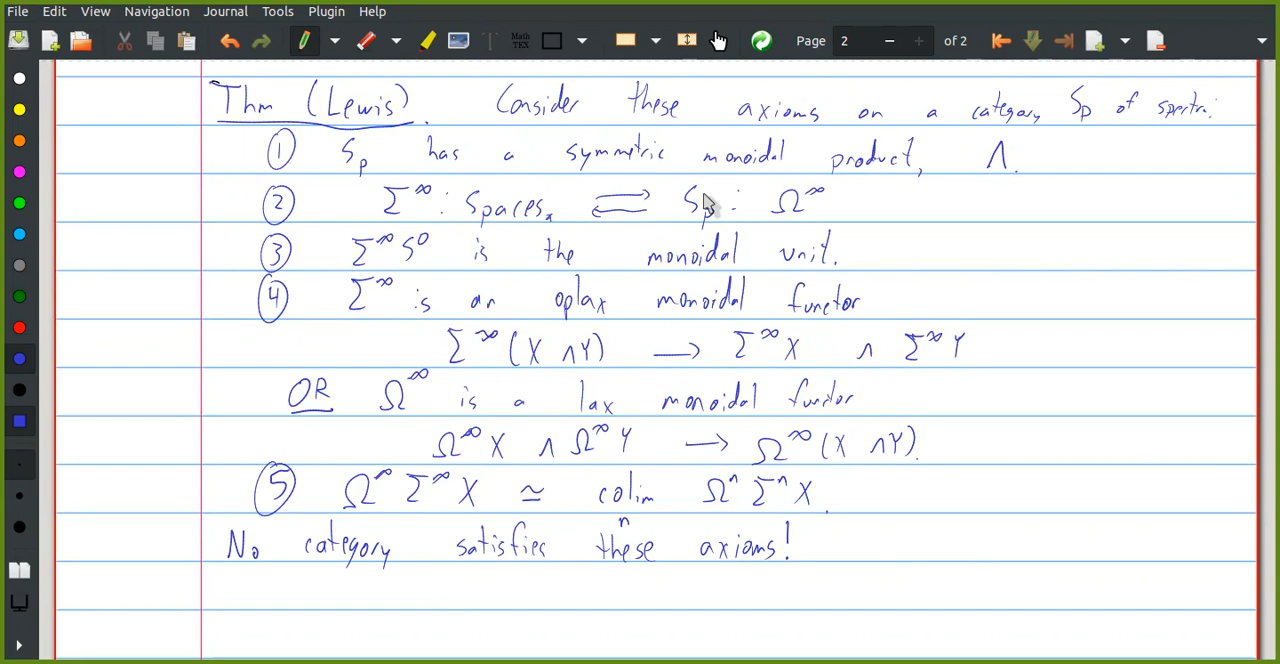 File Edit View Navigation Journal Tools Plugin Help
Math TEX Page 2 of 2
Thm (Lewis). Consider these axioms on a category Sp of spectra:
① Sp has a symmetric monoidal product, ∧.
② Σ^∞ : Spaces_* ⇄ Sp : Ω^∞
③ Σ^∞ S^0 is the monoidal unit.
④ Σ^∞ is an oplax monoidal functor
Σ^∞ (X ∧ Y) → Σ^∞ X ∧ Σ^∞ Y
OR Ω^∞ is a lax monoidal functor
Ω^∞ X ∧ Ω^∞ Y → Ω^∞ (X ∧ Y).
⑤ Ω^∞ Σ^∞ X ≃ colim_n Ω^n Σ^n X.
No category satisfies these axioms!